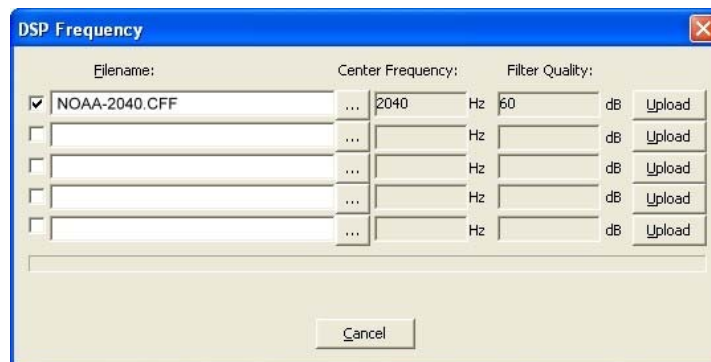 DSP Frequency
Filename: Center Frequency: Filter Quality:
NOAA-2040.CFF ... 2040 Hz 60 dB Upload
... Hz dB Upload
... Hz dB Upload
... Hz dB Upload
... Hz dB Upload
Cancel